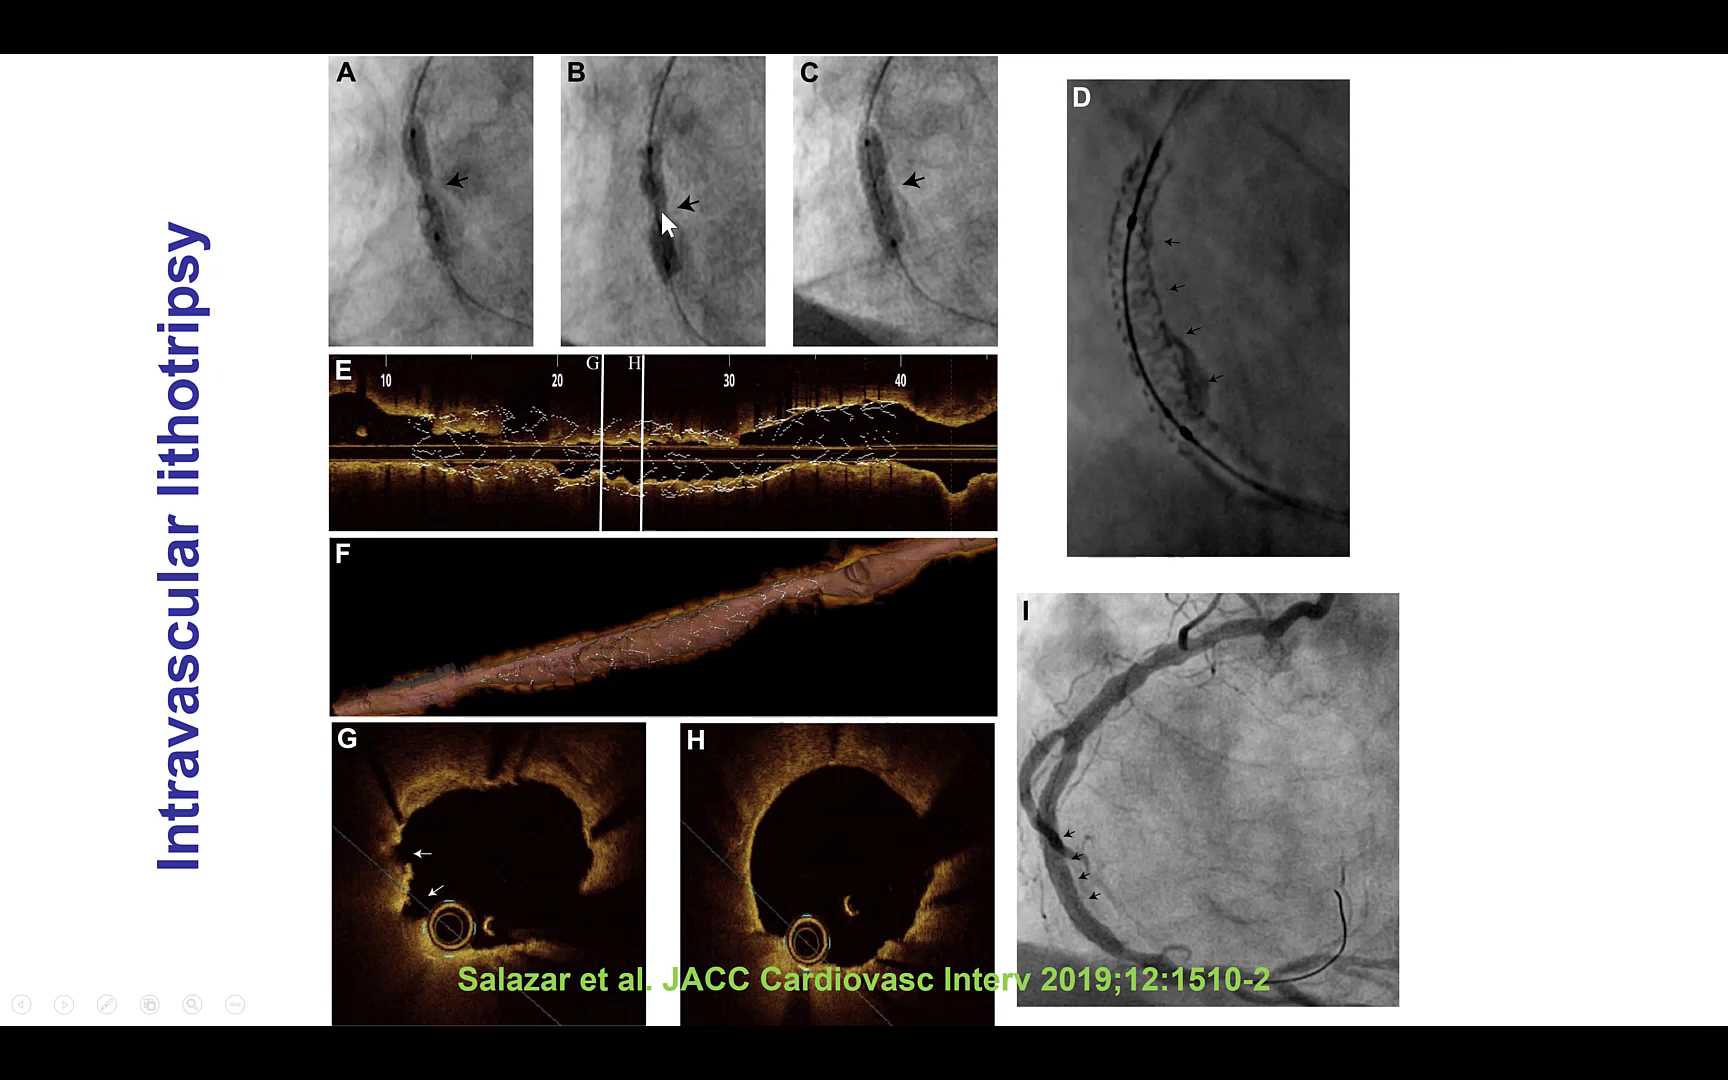 Intravascular lithotripsy
A
B
C
D
E
10
20
G
H
30
40
F
G
H
I
Salazar et al. JACC Cardiovasc Interv 2019;12:1510-2